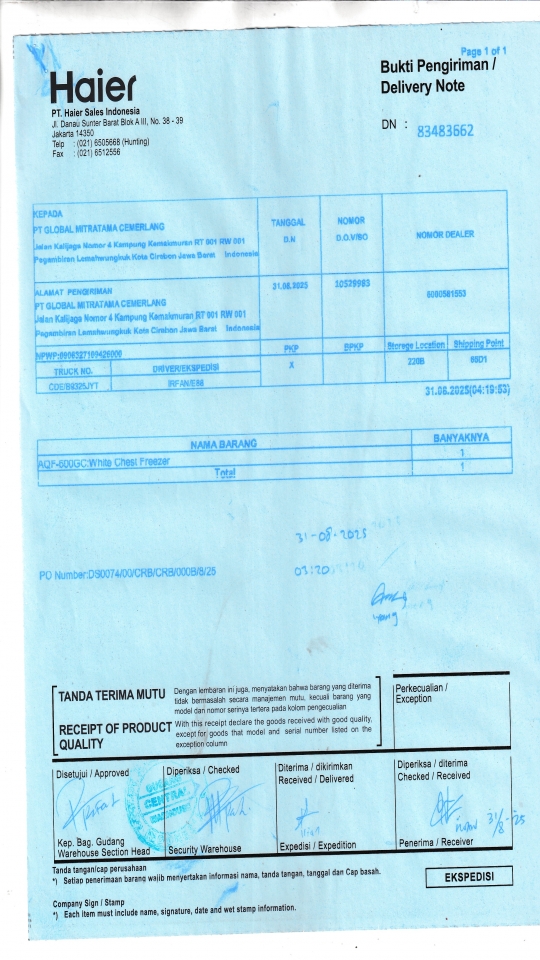 Page 1 of 1
Haier
Bukti Pengiriman /
Delivery Note
PT. Haier Sales Indonesia
Jl. Danau Sunter Barat Blok A III, No. 38 - 39
Jakarta 14350
Telp : (021) 6505668 (Hunting)
Fax : (021) 6512556
DN : 83483662
KEPADA
PT GLOBAL MITRATAMA CEMERLANG
Jalan Kalijaga Nomor 4 Kampung Kemakmuran RT 001 RW 001
Pegambiran Lemahwungkuk Kota Cirebon Jawa Barat Indonesia
TANGGAL
D.N
NOMOR
D.O.V/SO
NOMOR DEALER
ALAMAT PENGIRIMAN
PT GLOBAL MITRATAMA CEMERLANG
Jalan Kalijaga Nomor 4 Kampung Kemakmuran RT 001 RW 001
Pegambiran Lemahwungkuk Kota Cirebon Jawa Barat Indonesia
31.08.2025
NPWP:
PKP
BPKP
Storage Location
Shipping Point
TRUCK NO.
DRIVER/EKSPEDISI
X
220B
CDE/B9325JYT
31.08.2025(04:19:53)
NAMA BARANG
BANYAKNYA
AQF-600GC:White Chest Freezer
1
Total
1
31-08-2025
PO Number:DS0074/00/CRB/CRB/000B/8/25
TANDA TERIMA MUTU
Dengan lembaran ini juga, menyatakan bahwa barang yang diterima
tidak bermasalah secara manajemen mutu, kecuali barang yang
model dan nomor serinya tertera pada kolom pengecualian
RECEIPT OF PRODUCT
QUALITY
With this receipt declare the goods received with good quality,
except for goods that model and serial number listed on the
exception column
Perkecualian /
Exception
Disetujui / Approved
Diperiksa / Checked
Diterima / dikirimkan
Received / Delivered
Diperiksa / diterima
Checked / Received
GUDANG
CENTRAL
31/8-25
Kep. Bag. Gudang
Warehouse Section Head
Security Warehouse
Expedisi / Expedition
Penerima / Receiver
Tanda tangan/cap perusahaan
*) Setiap penerimaan barang wajib menyertakan informasi nama, tanda tangan, tanggal dan Cap basah.
EKSPEDISI
Company Sign / Stamp
*) Each item must include name, signature, date and wet stamp information.